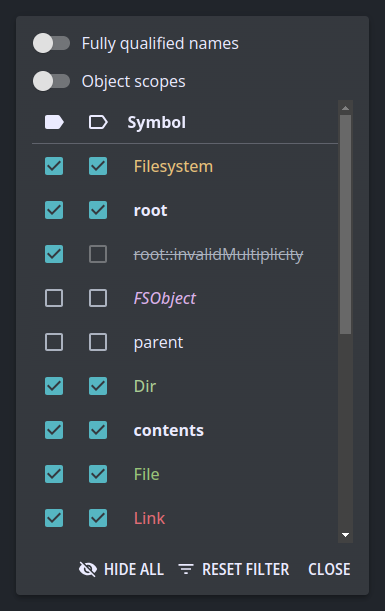 Fully qualified names
Object scopes
Symbol
Filesystem
root
root::invalidMultiplicity
FSObject
parent
Dir
contents
File
Link
HIDE ALL RESET FILTER CLOSE